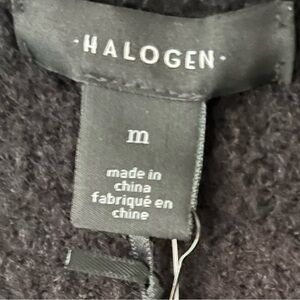 ·HALOGEN·
m
made in
china
fabriqué en
chine